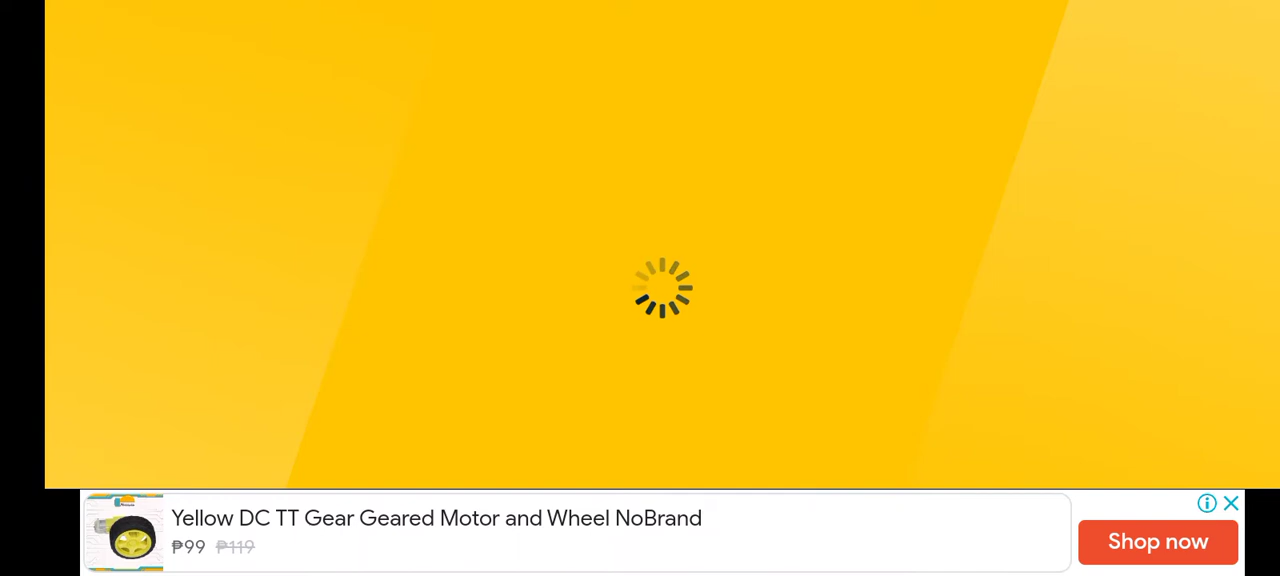 Yellow DC TT Gear Geared Motor and Wheel NoBrand
₱99 ₱119
Shop now